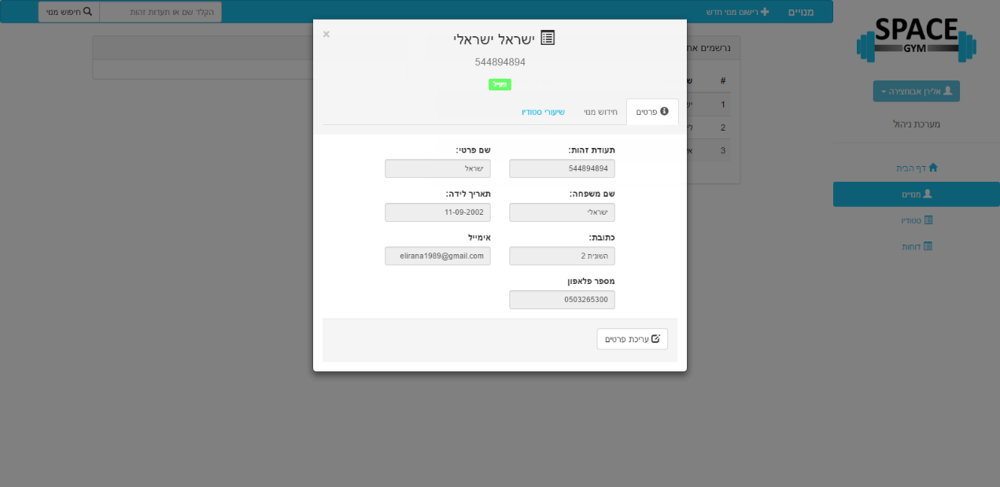 SPACE
GYM
אלירן אבוחצירה
מערכת ניהול
דף הבית
מנויים
סטודיו
דוחות
מנויים
רישום מנוי חדש
הקלד שם או תעודת זהות
חיפוש מנוי
נרשמים
#
1
2
3
×
ישראל ישראלי
544894894
פעיל
פרטים
חידוש מנוי
שיעורי סטודיו
תעודת זהות: שם פרטי:
544894894 ישראל
שם משפחה: תאריך לידה:
ישראלי 11-09-2002
כתובת: אימייל
השונית 2 elirana1989@gmail.com
מספר פלאפון
0503265300
עריכת פרטים